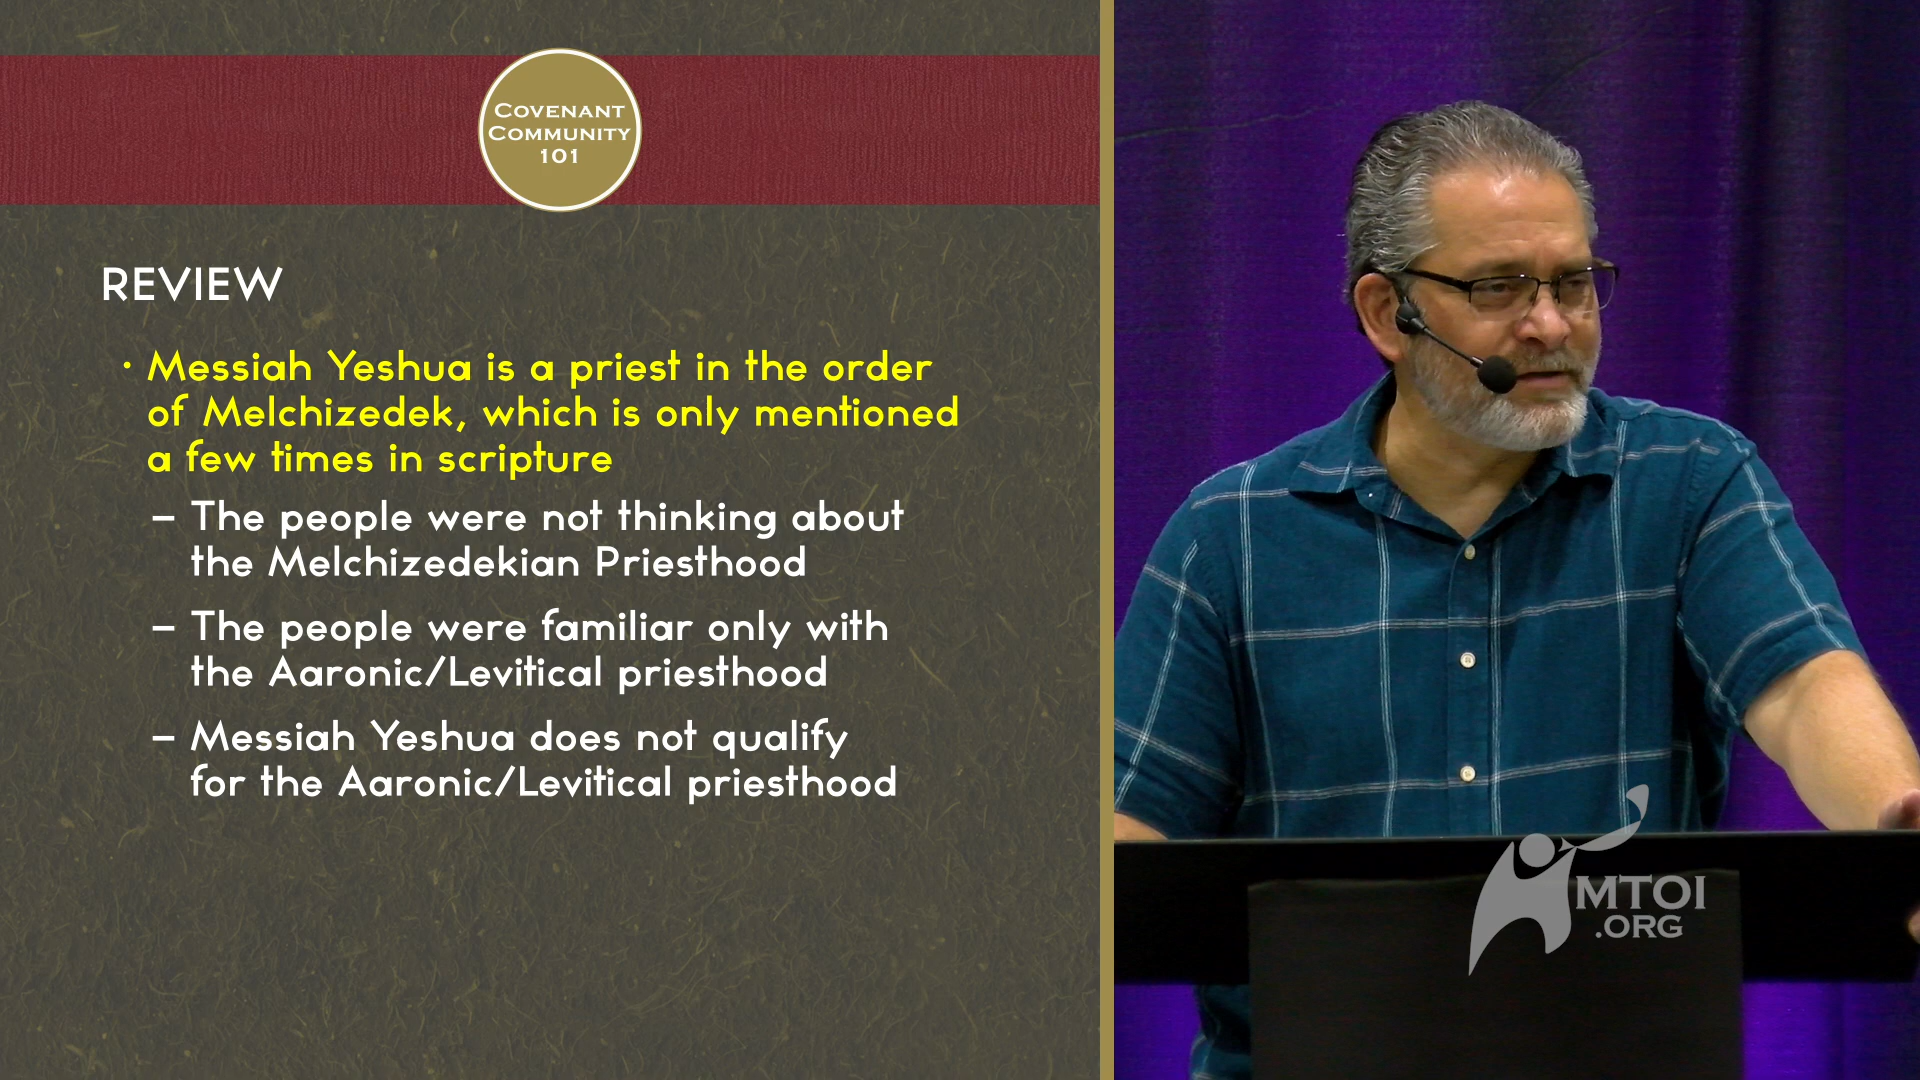 COVENANT
COMMUNITY
101
REVIEW
• Messiah Yeshua is a priest in the order
of Melchizedek, which is only mentioned
a few times in scripture
– The people were not thinking about
the Melchizedekian Priesthood
– The people were familiar only with
the Aaronic/Levitical priesthood
– Messiah Yeshua does not qualify
for the Aaronic/Levitical priesthood
MTOI
.ORG